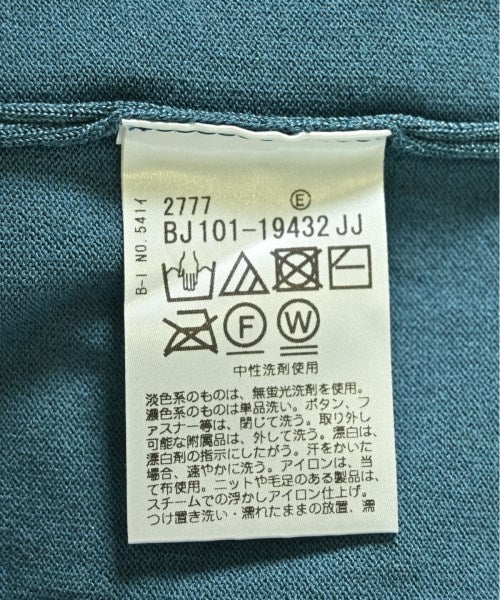 B-1 NO.541イ
2777 E
BJ101-19432 JJ
F W
中性洗剤使用
淡色系のものは、無蛍光洗剤を使用。
濃色系のものは単品洗い。ボタン、フ
ァスナー等は、閉じて洗う。取り外し
可能な附属品は、外して洗う。漂白は、
漂白剤の指示にしたがう。汗をかいた
場合、速やかに洗う。アイロンは、当
て布使用。ニットや毛足のある製品は、
スチームでの浮かしアイロン仕上げ。
つけ置き洗い・濡れたままの放置、濡